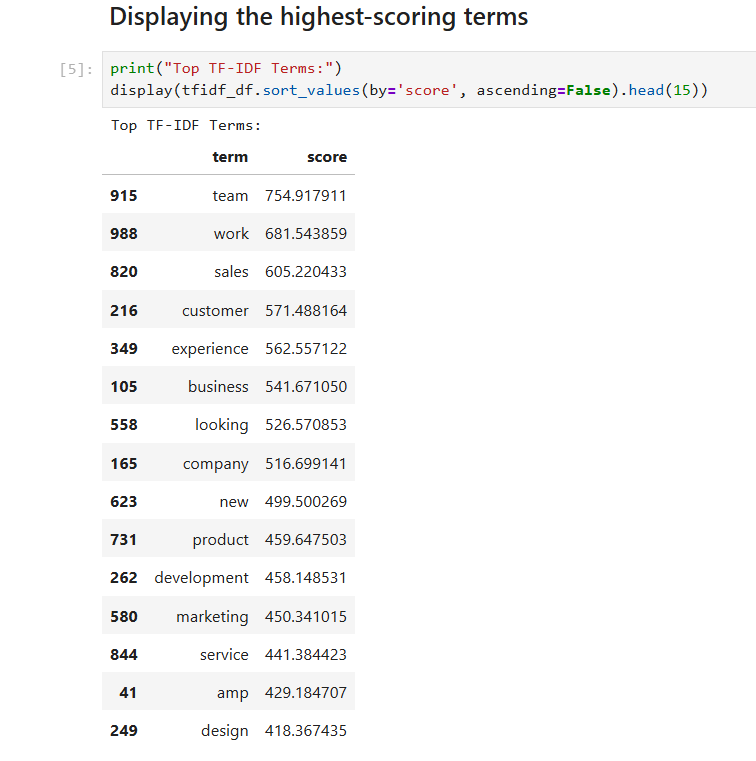 Displaying the highest-scoring terms
[5]: print("Top TF-IDF Terms:")
display(tfidf_df.sort_values(by='score', ascending=False).head(15))
Top TF-IDF Terms:
term score
915 team 754.917911
988 work 681.543859
820 sales 605.220433
216 customer 571.488164
349 experience 562.557122
105 business 541.671050
558 looking 526.570853
165 company 516.699141
623 new 499.500269
731 product 459.647503
262 development 458.148531
580 marketing 450.341015
844 service 441.384423
41 amp 429.184707
249 design 418.367435